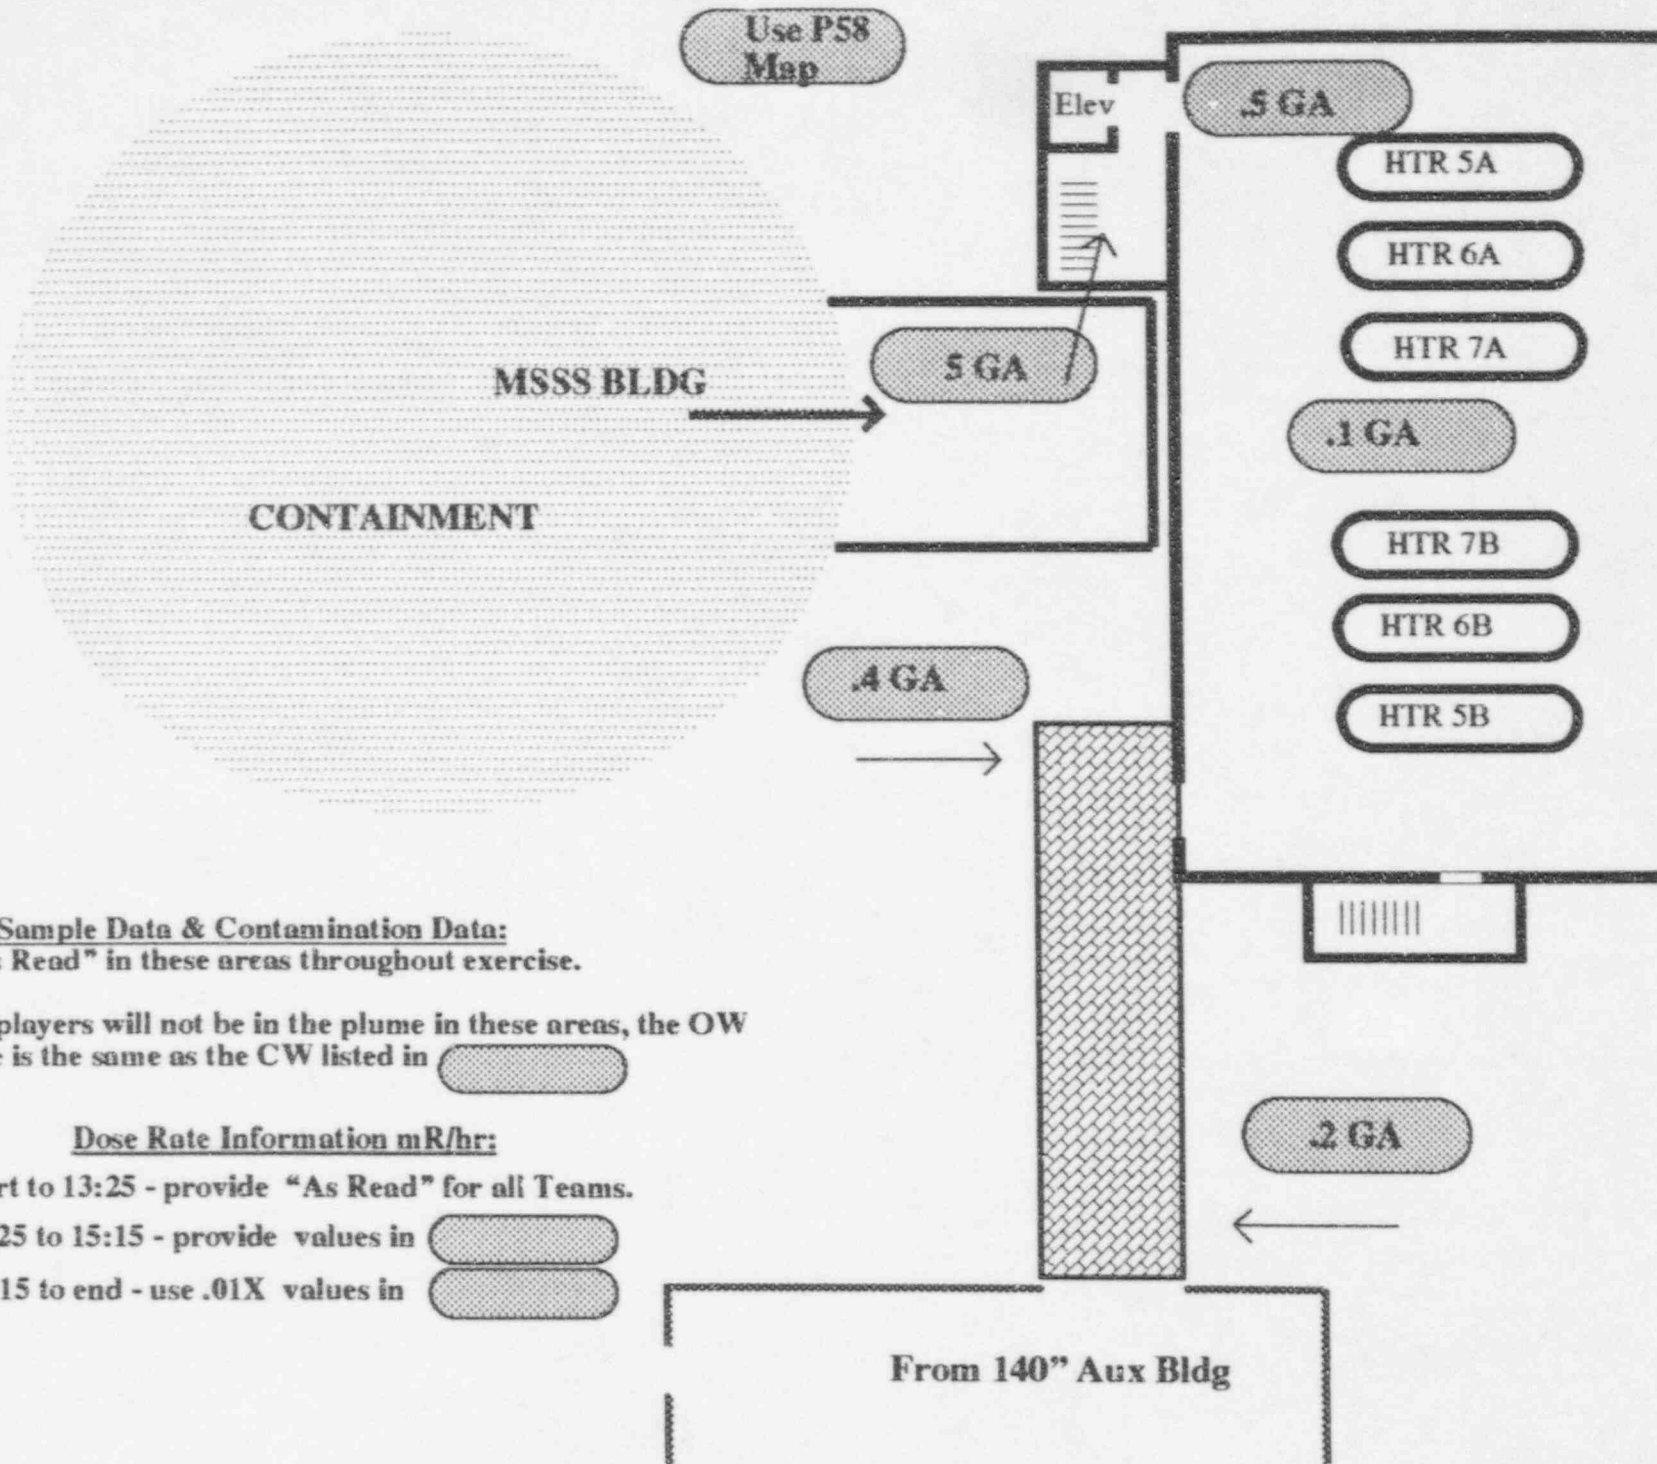 Use P58
Map
Elev
.5 GA
HTR 5A
HTR 6A
HTR 7A
5 GA
MSSS BLDG
.1 GA
CONTAINMENT
HTR 7B
HTR 6B
.4 GA
HTR 5B
Sample Data & Contamination Data:
Read” in these areas throughout exercise.
players will not be in the plume in these areas, the OW
is the same as the CW listed in
Dose Rate Information mR/hr:
rt to 13:25 - provide “As Read” for all Teams.
25 to 15:15 - provide values in
15 to end - use .01X values in
.2 GA
From 140” Aux Bldg